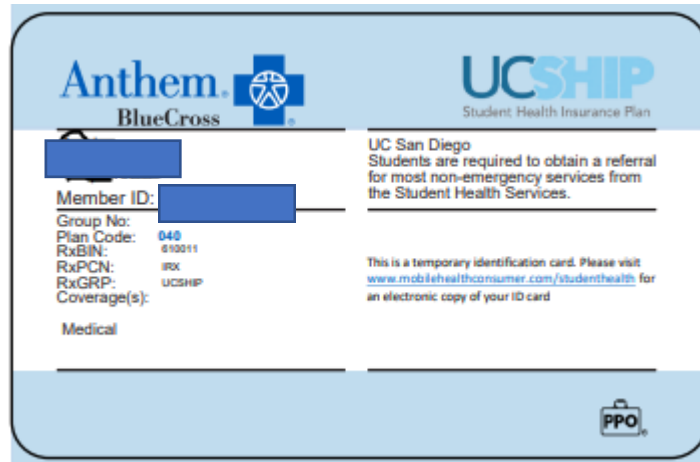 Anthem.
BlueCross
UCSHIP
Student Health Insurance Plan
Member ID:
Group No:
Plan Code: 040
RxBIN: 610011
RxPCN: IRX
RxGRP: UCSHIP
Coverage(s):
Medical
UC San Diego
Students are required to obtain a referral
for most non-emergency services from
the Student Health Services.
This is a temporary identification card. Please visit
www.mobilehealthconsumer.com/studenthealth for
an electronic copy of your ID card
PPO